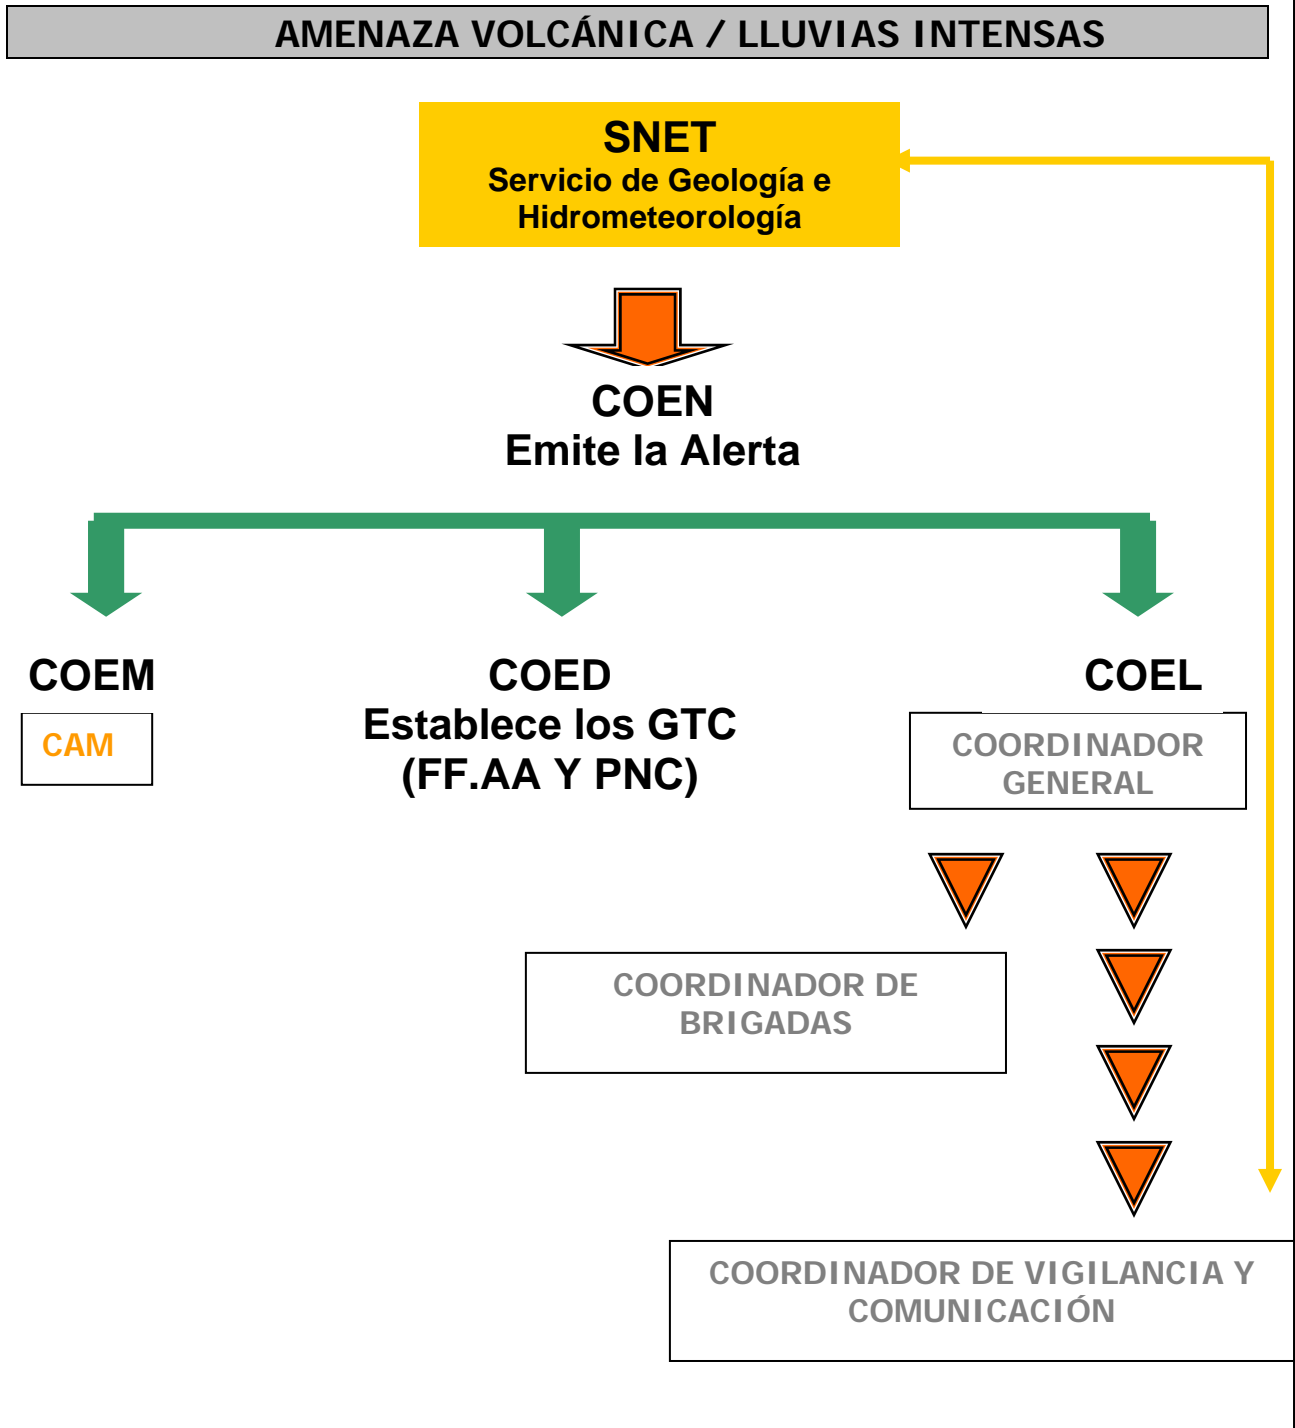 AMENAZA VOLCÁNICA / LLUVIAS INTENSAS
SNET
Servicio de Geología e
Hidrometeorología
COEN
Emite la Alerta
COEM
CAM
COED
Establece los GTC
(FF.AA Y PNC)
COEL
COORDINADOR
GENERAL
COORDINADOR DE
BRIGADAS
COORDINADOR DE VIGILANCIA Y
COMUNICACIÓN